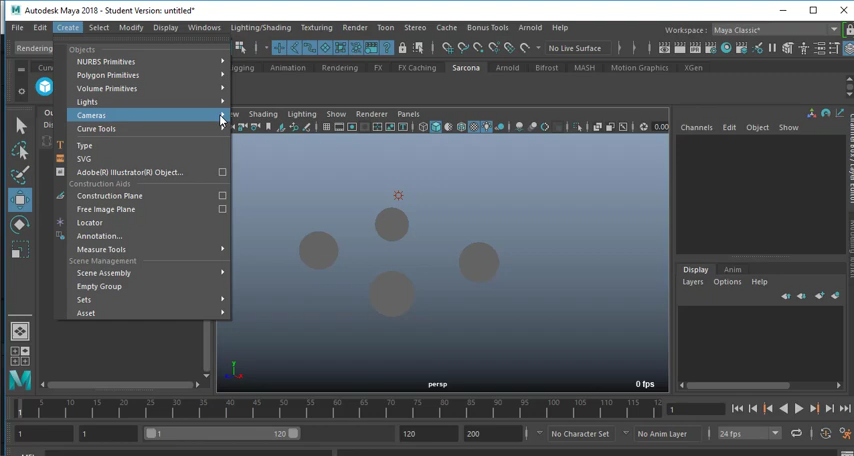 Autodesk Maya 2018 - Student Version: untitled*
File Edit Create Select Modify Display Windows Lighting/Shading Texturing Render Toon Stereo Cache Bonus Tools Arnold Help
Workspace: Maya Classic*
Rendering
No Live Surface
Animation Rendering FX FX Caching Sarcona Arnold Bifrost MASH Motion Graphics XGen
Objects
NURBS Primitives
Polygon Primitives
Volume Primitives
Lights
Cameras
Curve Tools
Type
SVG
Adobe(R) Illustrator(R) Object...
Construction Aids
Construction Plane
Free Image Plane
Locator
Annotation...
Measure Tools
Scene Management
Scene Assembly
Empty Group
Sets
Asset
Shading Lighting Show Renderer Panels
0.00
y
persp
0 fps
Channels Edit Object Show
Display Anim
Layers Options Help
5 10 15 20 25 30 35 40 45 50 55 60 65 70 75 80 85 90 95 100 105 110 115 12
1
1
1 1 1 120 120 200 No Character Set No Anim Layer 24 fps